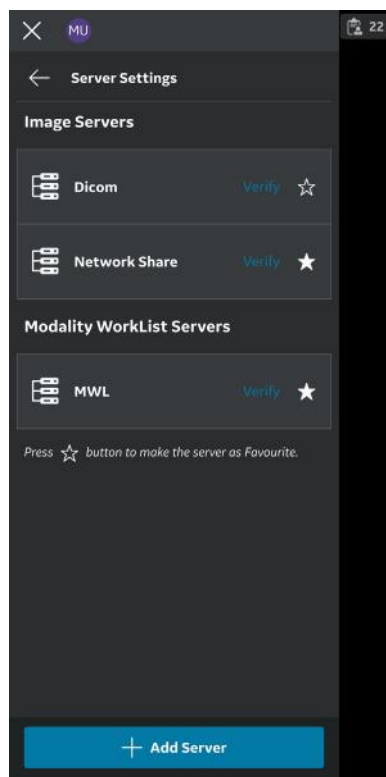 MU
22
Server Settings
Image Servers
Dicom Verify
Network Share Verify
Modality WorkList Servers
MWL Verify
Press button to make the server as Favourite.
Add Server